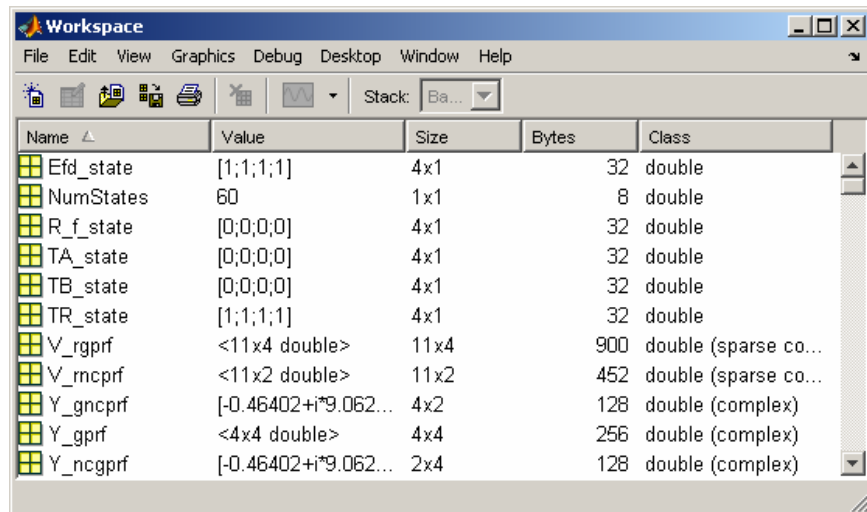 Workspace
File Edit View Graphics Debug Desktop Window Help
Stack: Ba...
Name Value Size Bytes Class
Efd_state [1;1;1;1] 4x1 32 double
NumStates 60 1x1 8 double
R_f_state [0;0;0;0] 4x1 32 double
TA_state [0;0;0;0] 4x1 32 double
TB_state [0;0;0;0] 4x1 32 double
TR_state [1;1;1;1] 4x1 32 double
V_rgprf <11x4 double> 11x4 900 double (sparse co...
V_rncprf <11x2 double> 11x2 452 double (sparse co...
Y_gncprf [-0.46402+i*9.062... 4x2 128 double (complex)
Y_gprf <4x4 double> 4x4 256 double (complex)
Y_ncgprf [-0.46402+i*9.062... 2x4 128 double (complex)